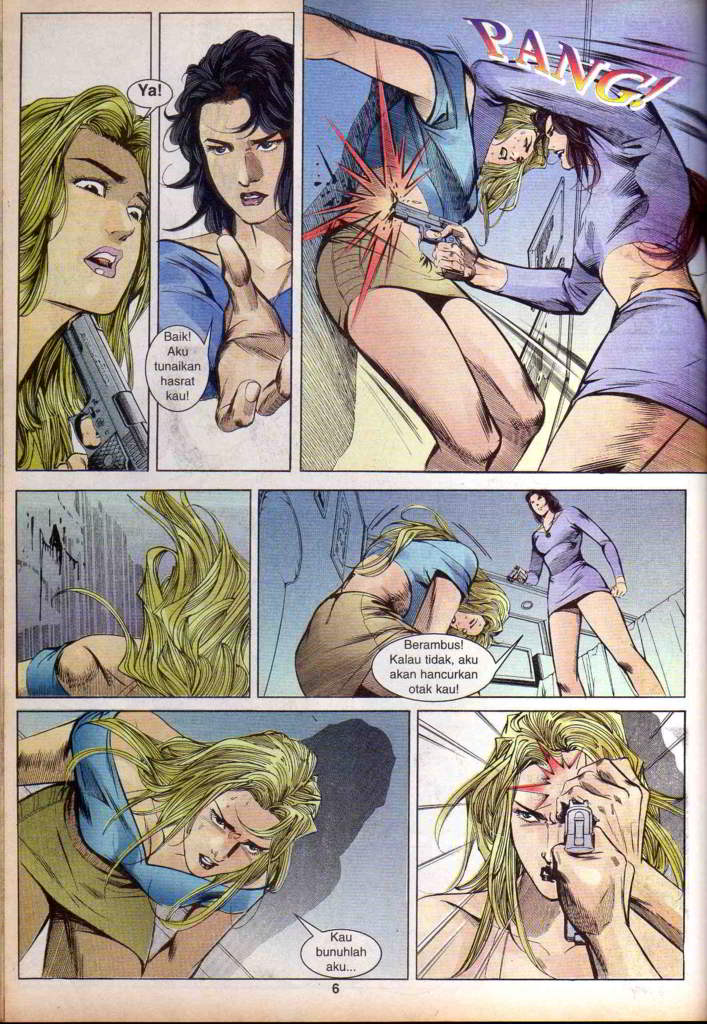 Ya!
Baik!
Aku
tunaikan
hasrat
kau!
PANG!
Berambus!
Kalau tidak, aku
akan hancurkan
otak kau!
Kau
bunuhlah
aku...
6